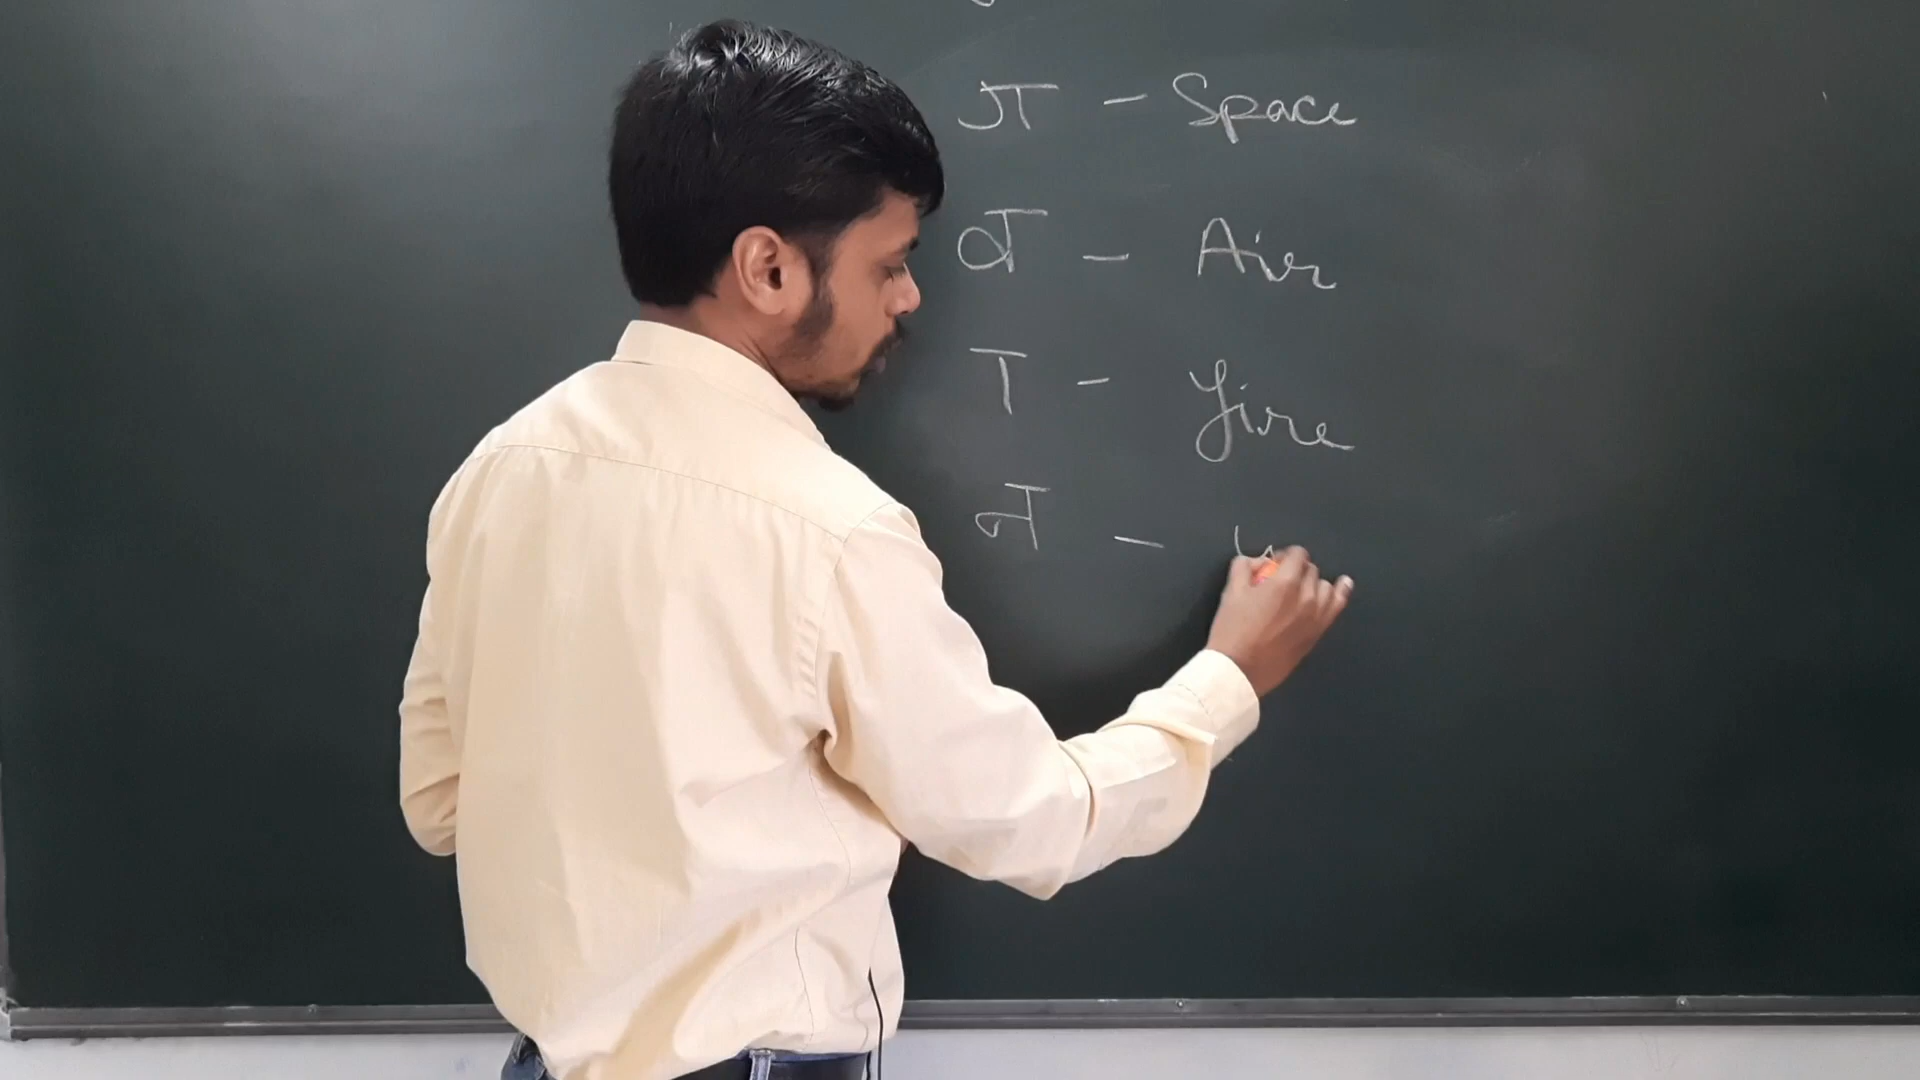 ग - Space
व - Air
ा - Fire
न -